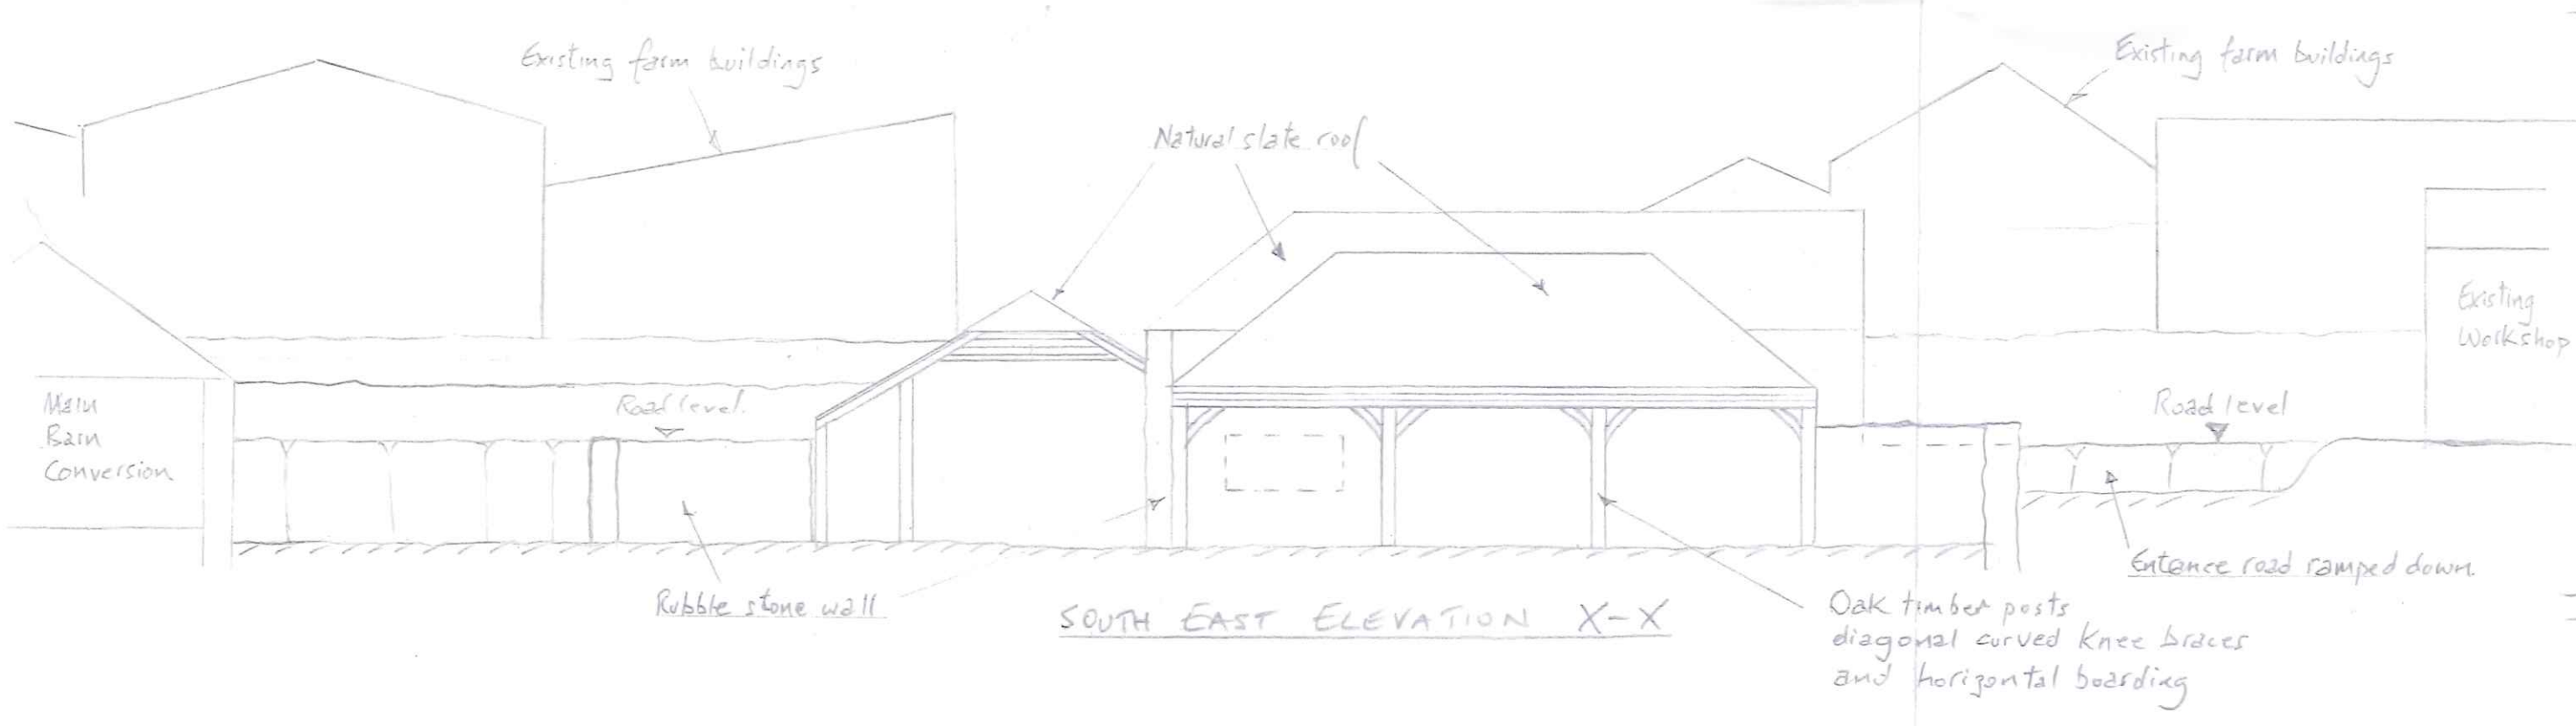 Existing farm buildings
Existing farm buildings
Natural slate roof
Existing
Workshop
Main
Barn
Conversion
Road level.
Road level
Rubble stone wall
SOUTH EAST ELEVATION X-X
Entance road ramped down.
Oak timber posts
diagonal curved knee braces
and horizontal boarding